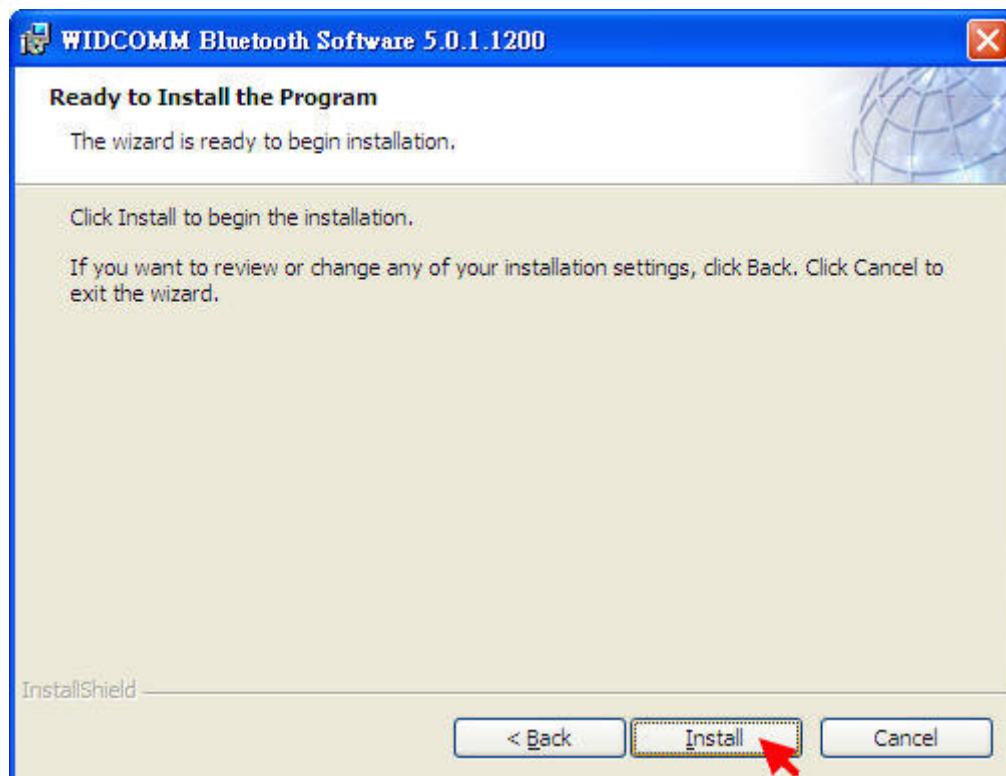 WIDCOMM Bluetooth Software 5.0.1.1200
Ready to Install the Program
The wizard is ready to begin installation.
Click Install to begin the installation.
If you want to review or change any of your installation settings, click Back. Click Cancel to
exit the wizard.
InstallShield
< Back Install Cancel